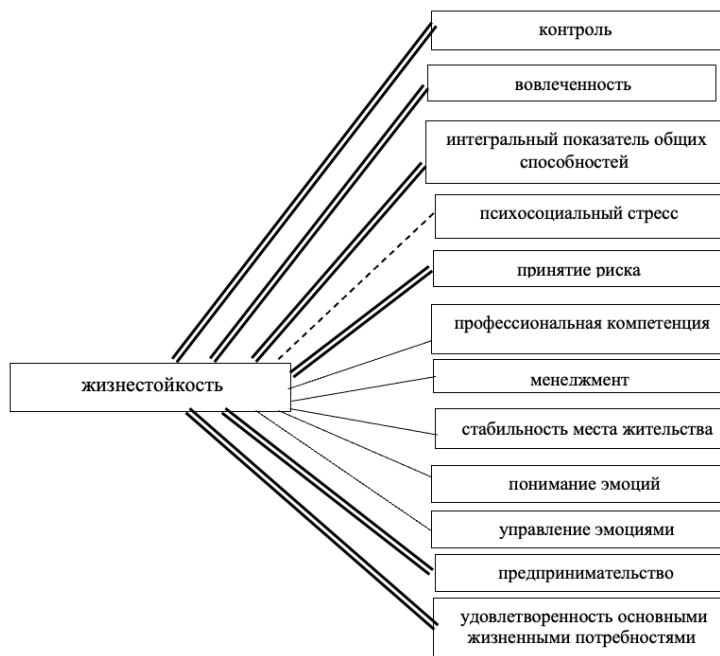 контроль
вовлеченность
интегральный показатель общих
способностей
психосоциальный стресс
принятие риска
профессиональная компетенция
жизнестойкость
менеджмент
стабильность места жительства
понимание эмоций
управление эмоциями
предпринимательство
удовлетворенность основными
жизненными потребностями